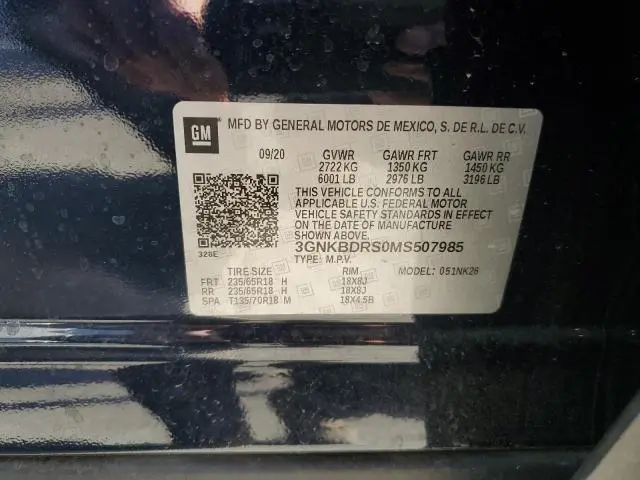 GM
MFD BY GENERAL MOTORS DE MEXICO, S. DE R.L. DE C.V.
09/20 GVWR GAWR FRT GAWR RR
2722 KG 1350 KG 1450 KG
6001 LB 2976 LB 3196 LB
THIS VEHICLE CONFORMS TO ALL
APPLICABLE U.S. FEDERAL MOTOR
VEHICLE SAFETY STANDARDS IN EFFECT
ON THE DATE OF MANUFACTURE
SHOWN ABOVE.
3GNKBDRS0MS507985
328E TYPE: M.P.V. MODEL: 051NK26
TIRE SIZE RIM
FRT 235/65R18 H 18X8J
RR 235/65R18 H 18X8J
SPA T135/70R18 M 18X4.5B